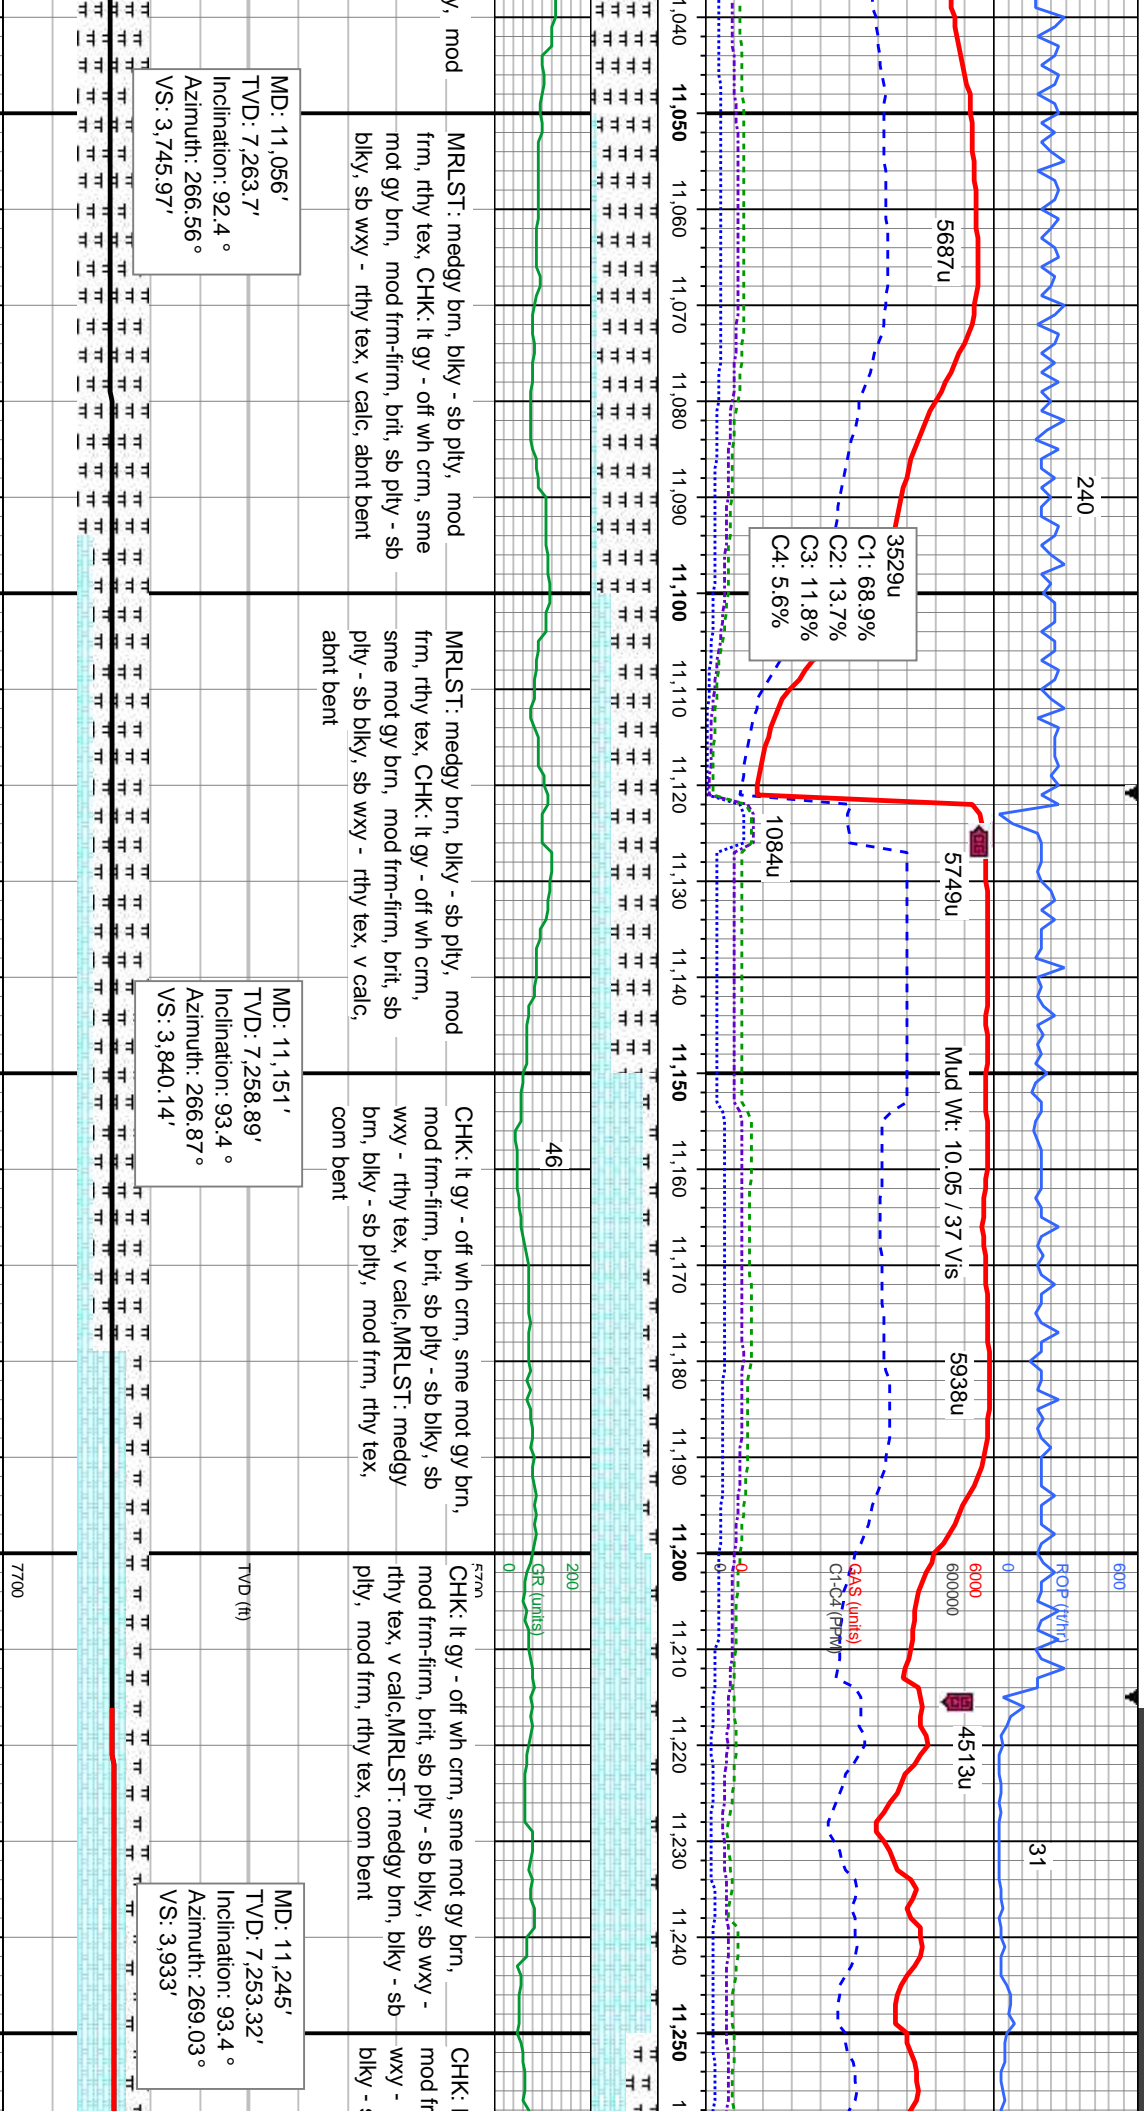 600
ROP (ft/hr)
0
240
31
6000
600000
GAS (units)
C1-C4 (PPM)
0
0
5687u
3529u
C1: 68.9%
C2: 13.7%
C3: 11.8%
C4: 5.6%
1084u
5749u
Mud Wt: 10.05 / 37 Vis
5938u
4513u
CG
CG
,040
11,050
11,060
11,070
11,080
11,090
11,100
11,110
11,120
11,130
11,140
11,150
11,160
11,170
11,180
11,190
11,200
11,210
11,220
11,230
11,240
11,250
1
200
GR (units)
0
46
y, mod
MRLST: medgy brn, blky - sb plty, mod
frm, rthy tex, CHK: lt gy - off wh crm, sme
mot gy brn, mod frm-firm, brit, sb plty - sb
blky, sb wxy - rthy tex, v calc, abnt bent
MRLST: medgy brn, blky - sb plty, mod
frm, rthy tex, CHK: lt gy - off wh crm,
sme mot gy brn, mod frm-firm, brit, sb
plty - sb blky, sb wxy - rthy tex, v calc,
abnt bent
CHK: lt gy - off wh crm, sme mot gy brn,
mod frm-firm, brit, sb plty - sb blky, sb
wxy - rthy tex, v calc,MRLST: medgy
brn, blky - sb plty, mod frm, rthy tex,
com bent
CHK: lt gy - off wh crm, sme mot gy brn,
mod frm-firm, brit, sb plty - sb blky, sb wxy -
rthy tex, v calc,MRLST: medgy brn, blky - sb
plty, mod frm, rthy tex, com bent
CHK: l
mod fr
wxy -
blky - s
5700
TVD (ft)
7700
MD: 11,056'
TVD: 7,263.7'
Inclination: 92.4 °
Azimuth: 266.56°
VS: 3,745.97'
MD: 11,151'
TVD: 7,258.89'
Inclination: 93.4 °
Azimuth: 266.87°
VS: 3,840.14'
MD: 11,245'
TVD: 7,253.32'
Inclination: 93.4 °
Azimuth: 269.03°
VS: 3,933'